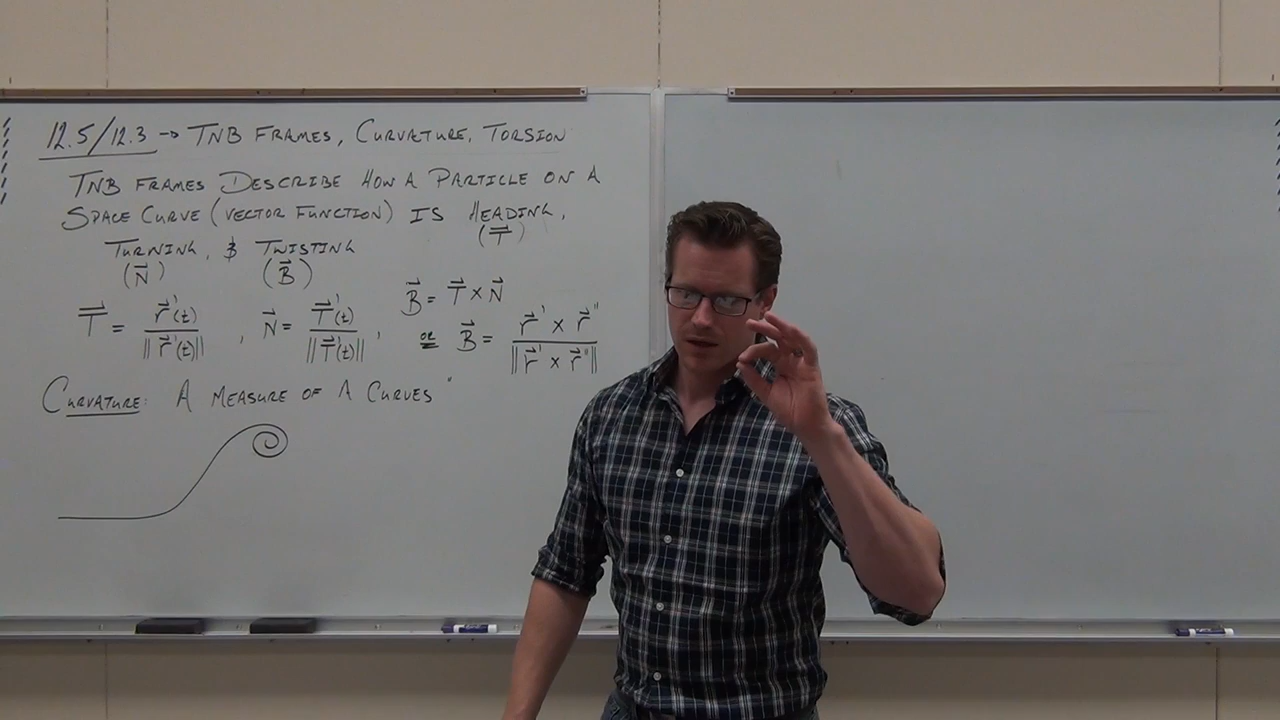 12.5/12.3 → TNB FRAMES, CURVATURE, TORSION
TNB FRAMES DESCRIBE HOW A PARTICLE ON A
SPACE CURVE (VECTOR FUNCTION) IS HEADING,
(T⃗)
TURNING, & TWISTING
(N⃗) (B⃗)
T⃗ = r⃗'(t) / ||r⃗'(t)|| , N⃗ = T⃗'(t) / ||T⃗'(t)|| , B⃗ = T⃗ × N⃗
OR B⃗ = r⃗' × r⃗'' / ||r⃗' × r⃗''||
CURVATURE: A MEASURE OF A CURVES "